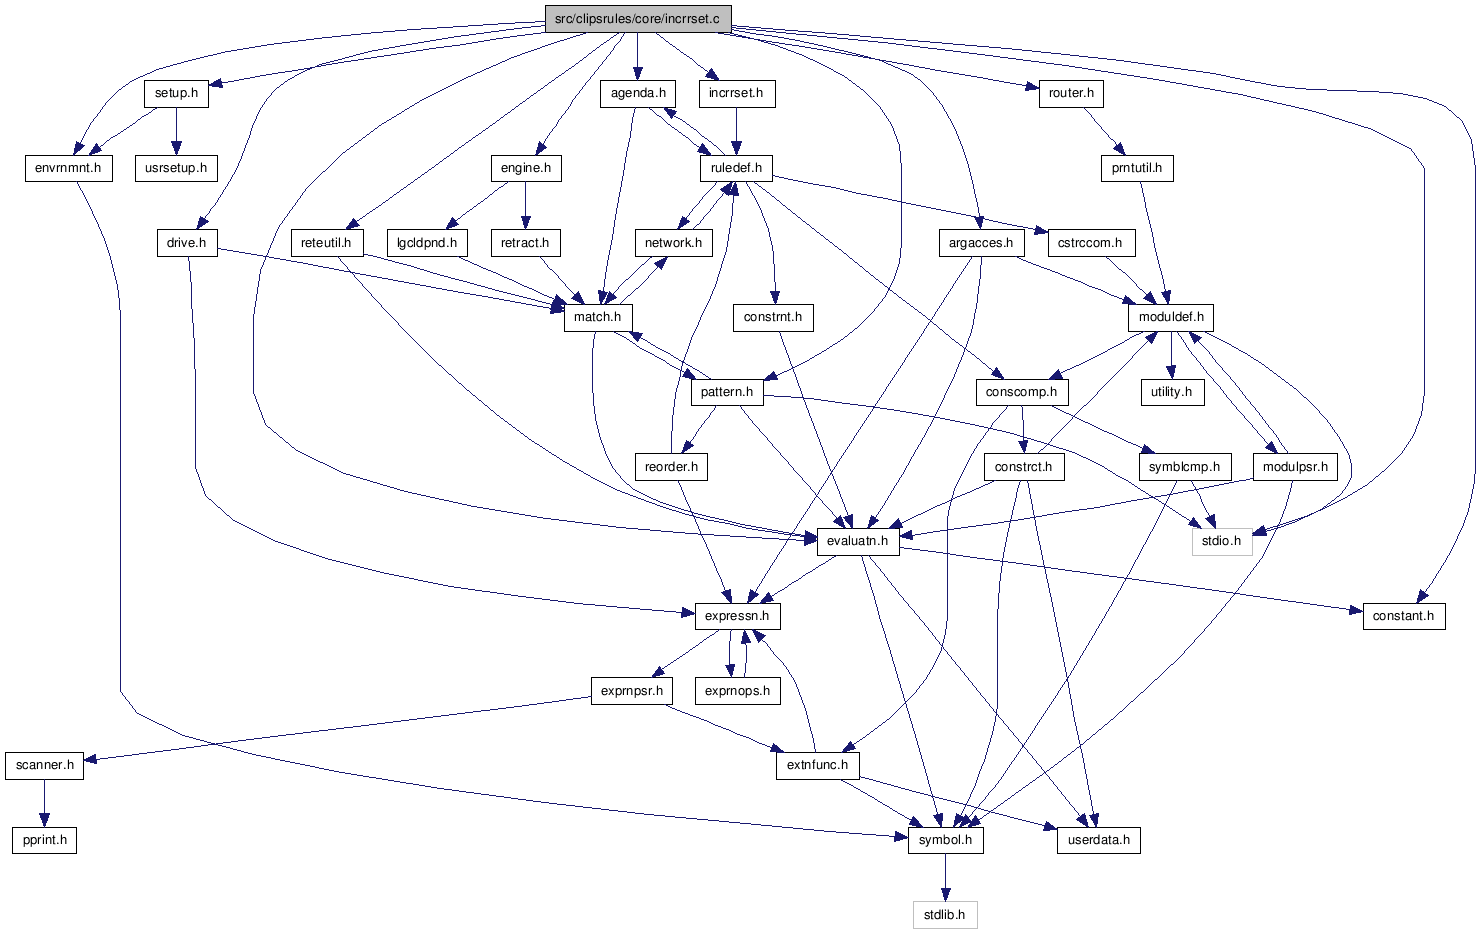 src/clipsrules/core/incrrset.c
setup.h
agenda.h
incrrset.h
router.h
envrnmnt.h
usrsetup.h
engine.h
ruledef.h
prntutil.h
drive.h
reteutil.h
lgcldpnd.h
retract.h
network.h
argacces.h
cstrccom.h
match.h
constrnt.h
moduldef.h
pattern.h
conscomp.h
utility.h
reorder.h
constrct.h
symblcmp.h
modulpsr.h
evaluatn.h
stdio.h
expressn.h
constant.h
exprnpsr.h
exprnops.h
scanner.h
extnfunc.h
pprint.h
symbol.h
userdata.h
stdlib.h